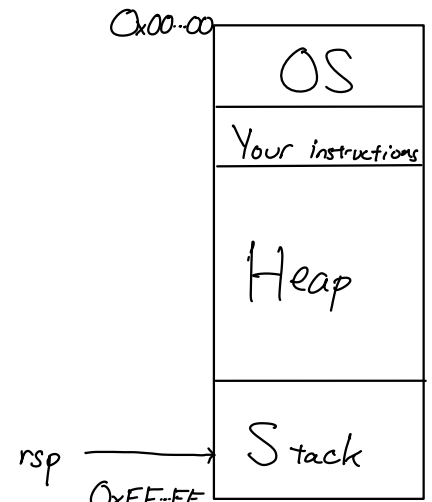 0x00...00
OS
Your instructions
Heap
Stack
rsp
0xFF...FF